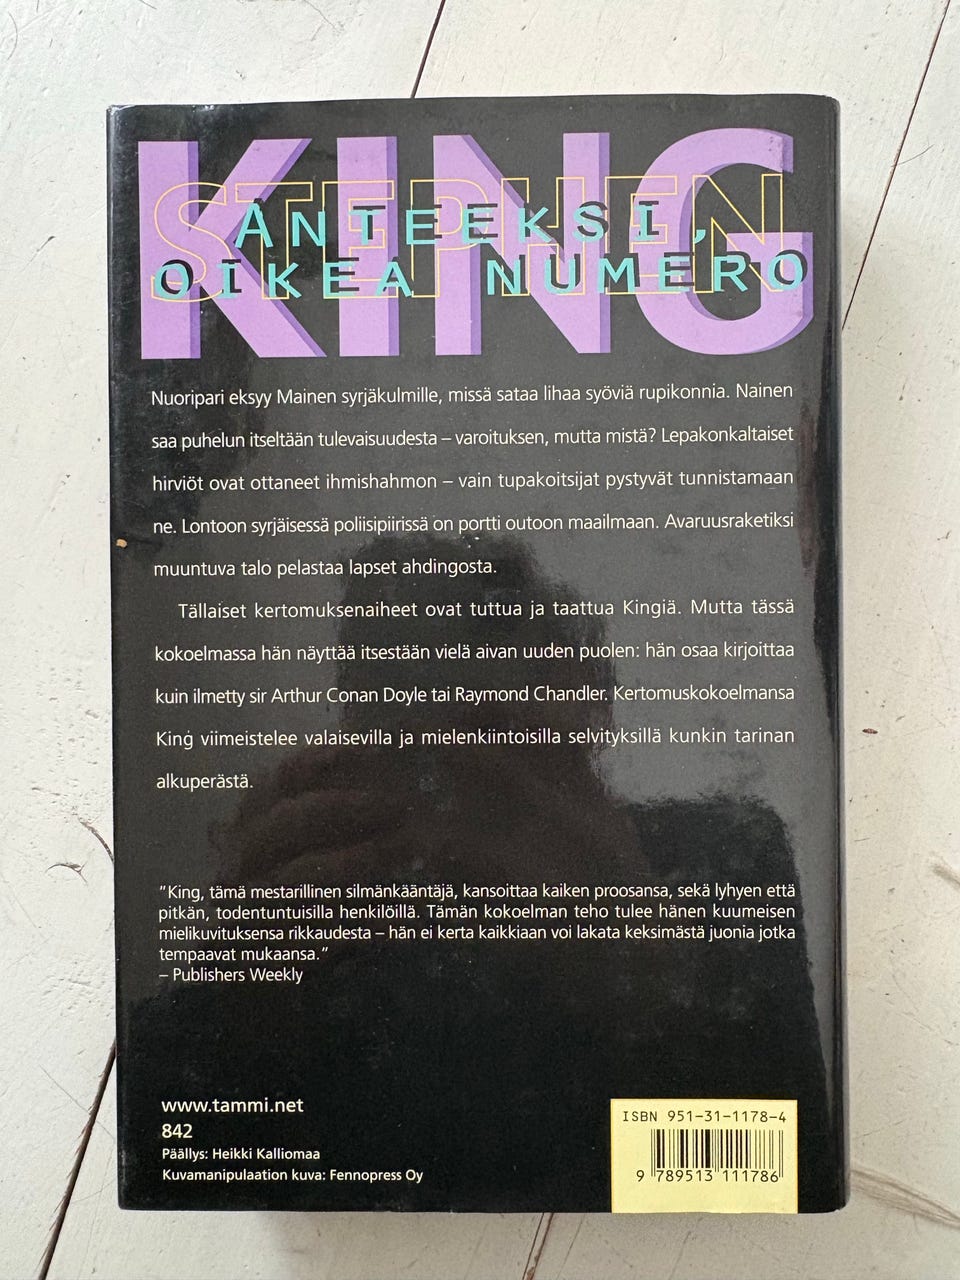 KING
STEPHEN
ANTEEKSI,
OIKEA NUMERO
Nuoripari eksyy Mainen syrjäkulmille, missä sataa lihaa syöviä rupikonnia. Nainen
saa puhelun itseltään tulevaisuudesta – varoituksen, mutta mistä? Lepakonkaltaiset
hirviöt ovat ottaneet ihmishahmon – vain tupakoitsijat pystyvät tunnistamaan
ne. Lontoon syrjäisessä poliisipiirissä on portti outoon maailmaan. Avaruusraketiksi
muuntuva talo pelastaa lapset ahdingosta.
Tällaiset kertomuksenaiheet ovat tuttua ja taattua Kingiä. Mutta tässä
kokoelmassa hän näyttää itsestään vielä aivan uuden puolen: hän osaa kirjoittaa
kuin ilmetty sir Arthur Conan Doyle tai Raymond Chandler. Kertomuskokoelmansa
King viimeistelee valaisevilla ja mielenkiintoisilla selvityksillä kunkin tarinan
alkuperästä.
”King, tämä mestarillinen silmänkääntäjä, kansoittaa kaiken proosansa, sekä lyhyen että
pitkän, todentuntuisilla henkilöillä. Tämän kokoelman teho tulee hänen kuumeisen
mielikuvituksensa rikkaudesta – hän ei kerta kaikkiaan voi lakata keksimästä juonia jotka
tempaavat mukaansa.”
– Publishers Weekly
www.tammi.net
842
Päällys: Heikki Kalliomaa
Kuvamanipulaation kuva: Fennopress Oy
ISBN 951-31-1178-4
9 789513 111786